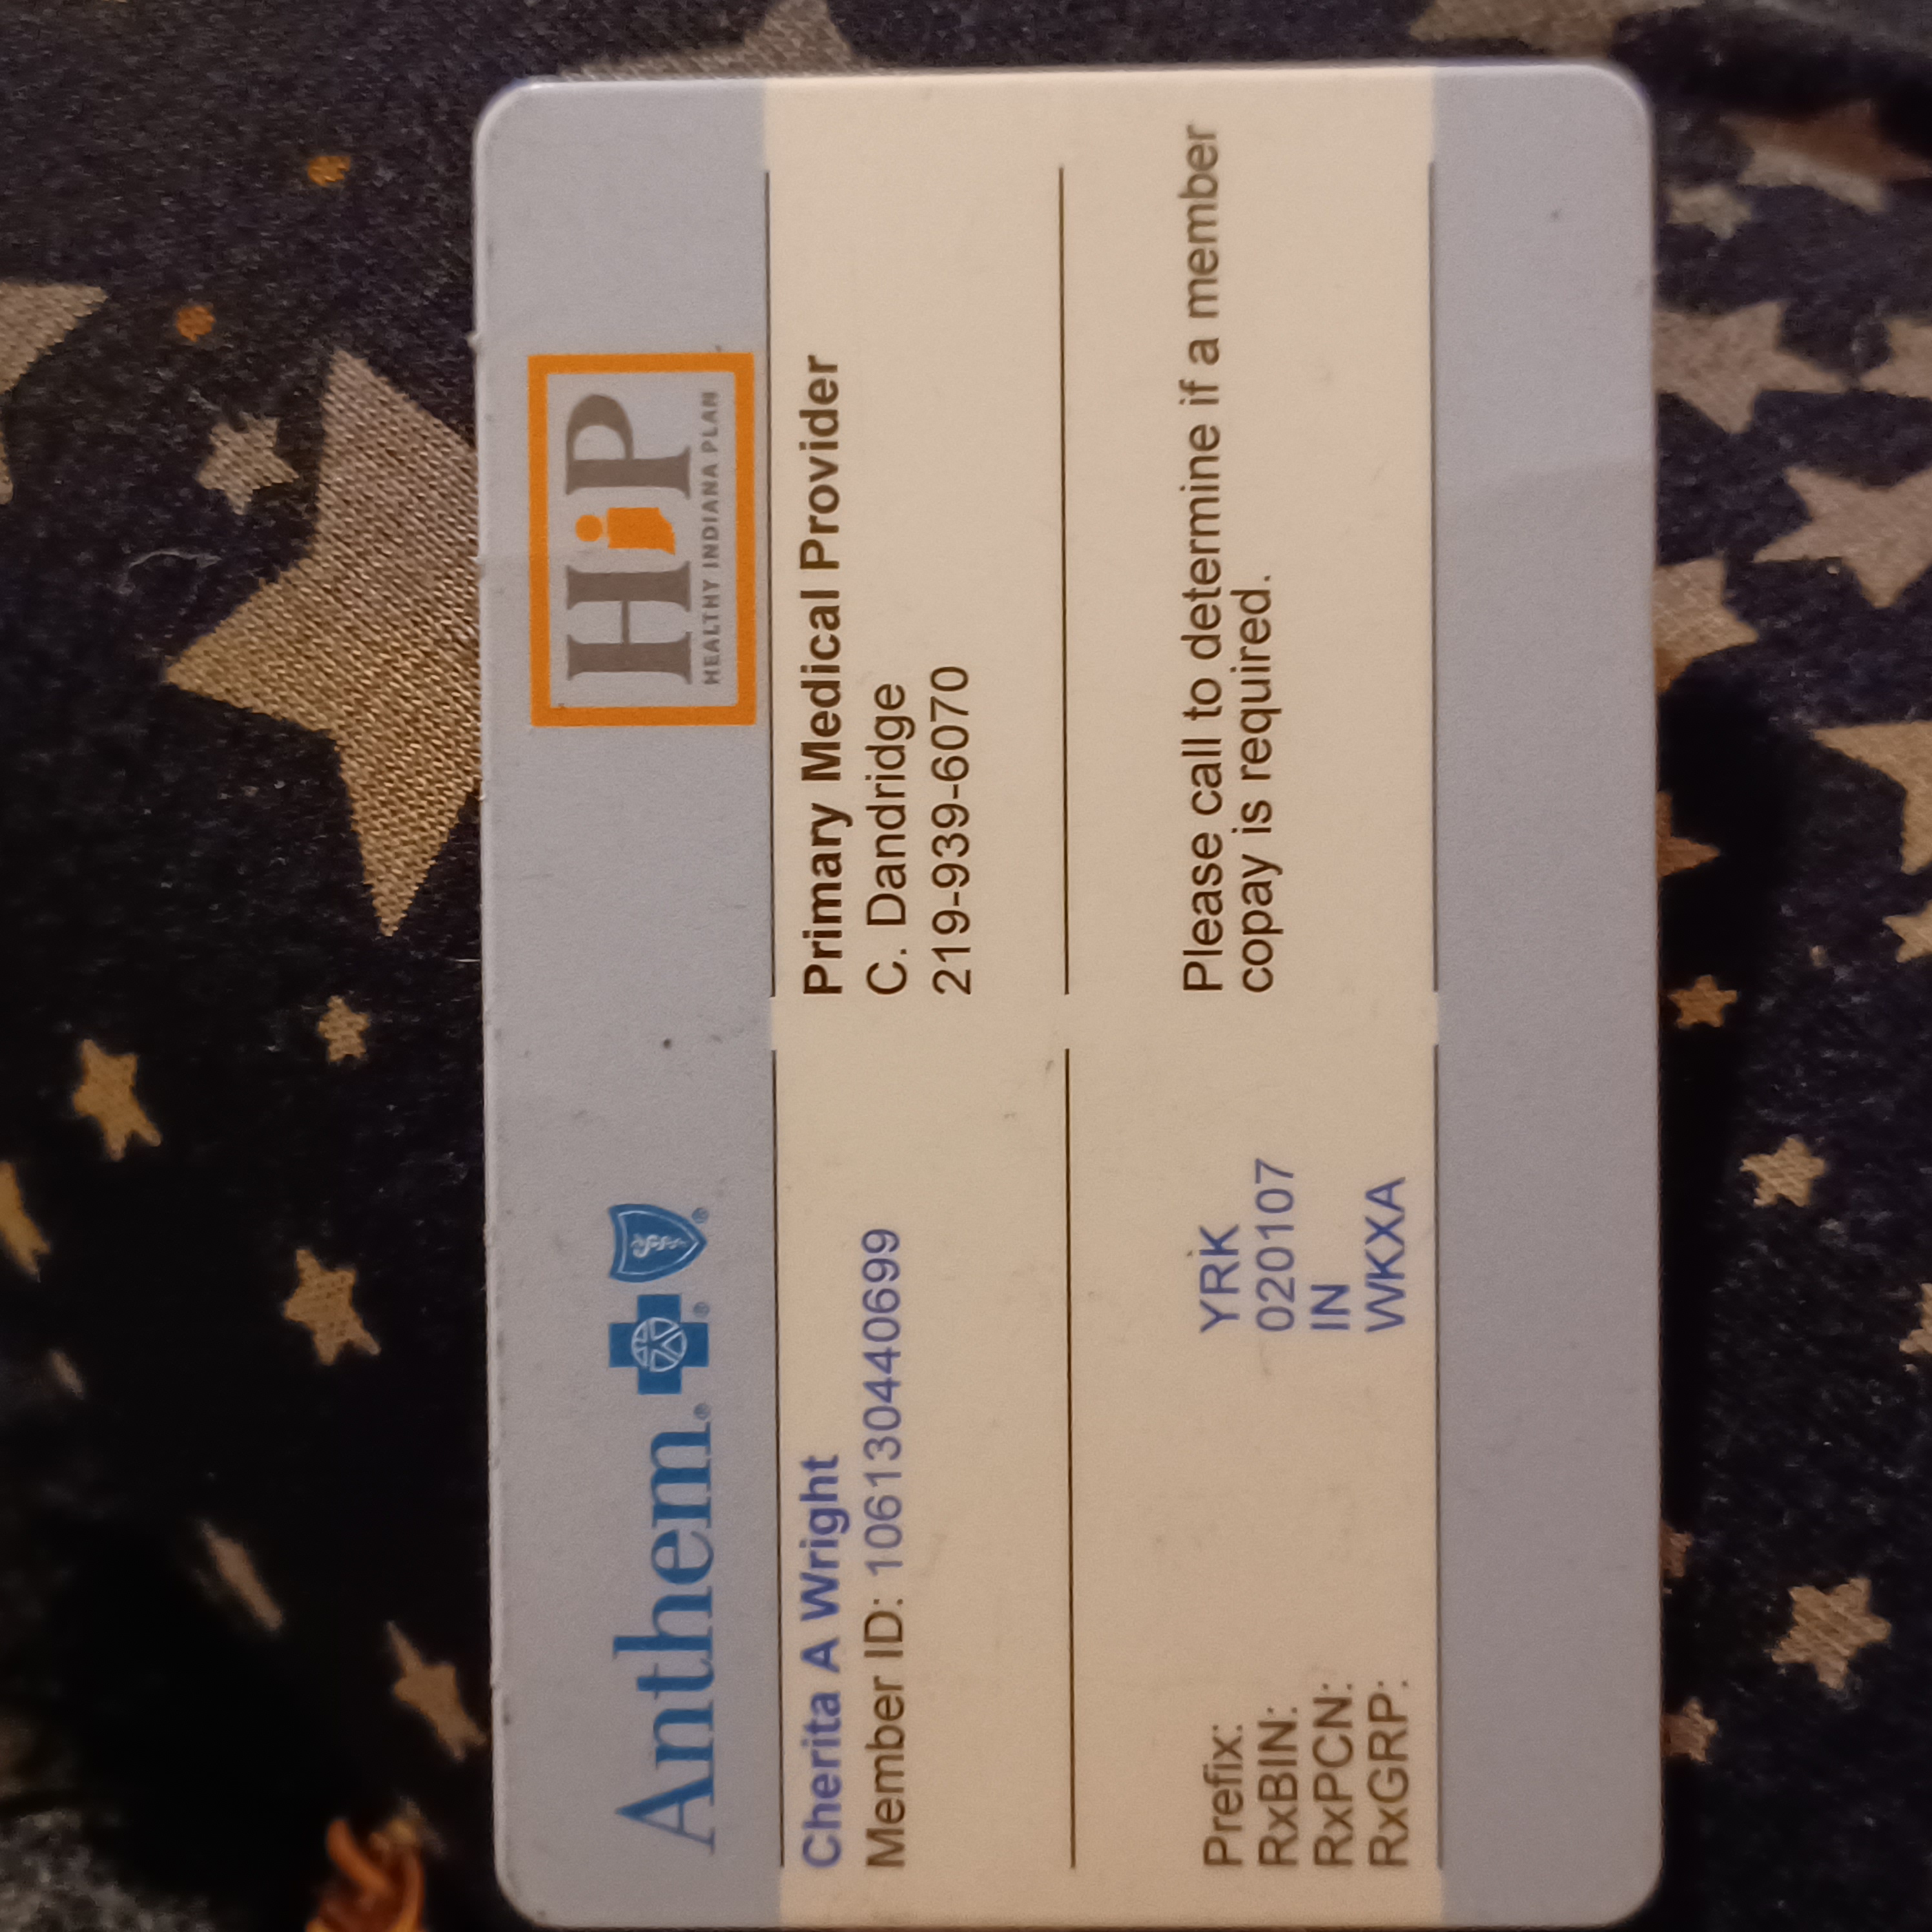 Anthem
HiP
HEALTHY INDIANA PLAN
Cherita A Wright
Member ID: 106130440699
Primary Medical Provider
C. Dandridge
219-939-6070
Prefix: YRK
RxBIN: 020107
RxPCN: IN
RxGRP: WKXA
Please call to determine if a member
copay is required.